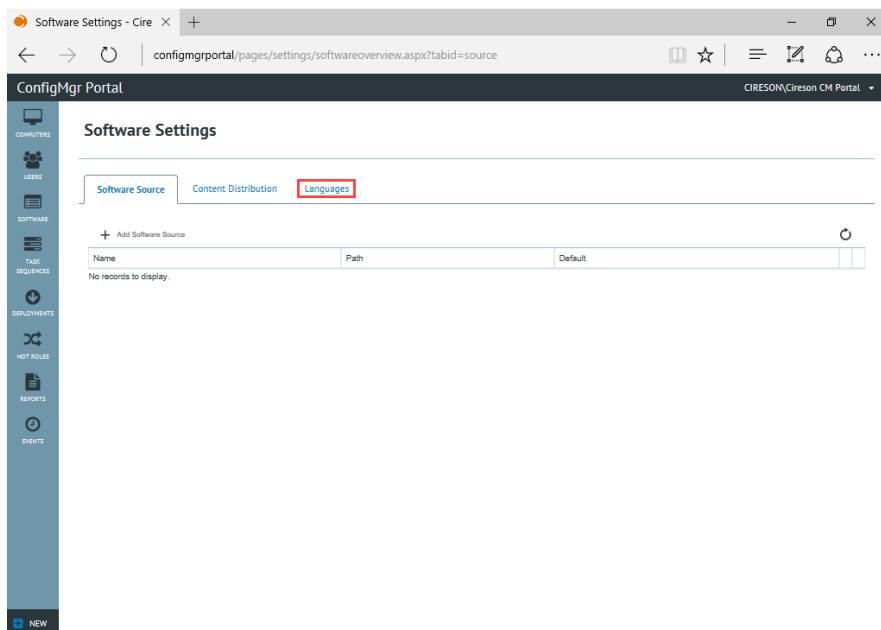 Software Settings - Cire
configmgrportal/pages/settings/softwareoverview.aspx?tabid=source
ConfigMgr Portal
CIRESON\Cireson CM Portal
COMPUTERS
USERS
SOFTWARE
TASK
SEQUENCES
DEPLOYMENTS
MDT ROLES
REPORTS
EVENTS
NEW
Software Settings
Software Source Content Distribution Languages
Add Software Source
Name Path Default
No records to display.